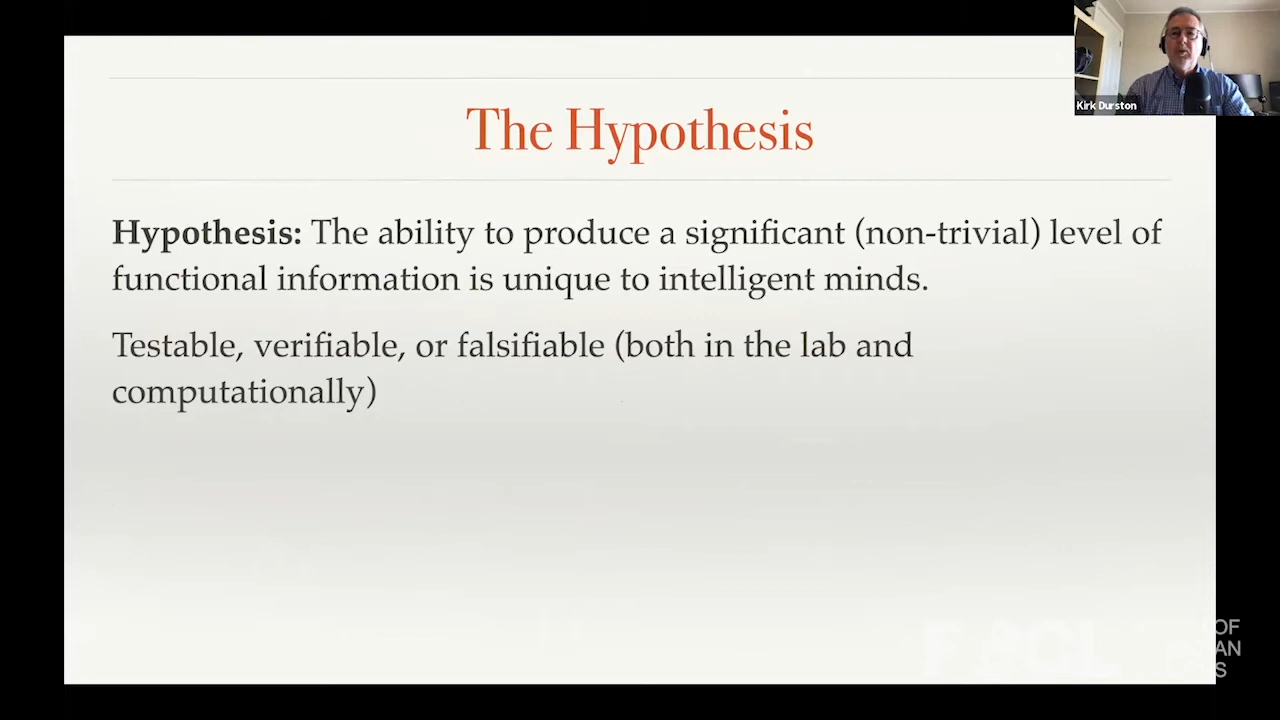 Kirk Durston
The Hypothesis
Hypothesis: The ability to produce a significant (non-trivial) level of
functional information is unique to intelligent minds.
Testable, verifiable, or falsifiable (both in the lab and
computationally)
OF